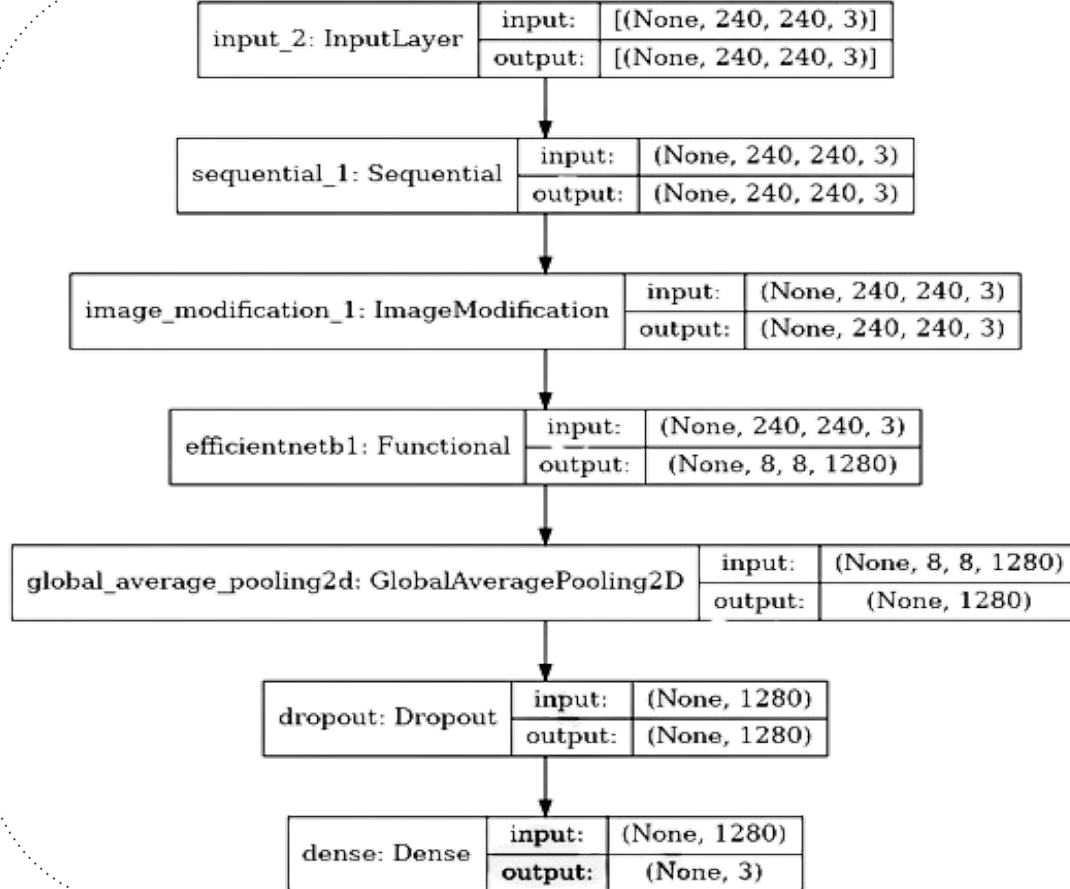 input_2: InputLayer
input: [(None, 240, 240, 3)]
output: [(None, 240, 240, 3)]
sequential_1: Sequential
input: (None, 240, 240, 3)
output: (None, 240, 240, 3)
image_modification_1: ImageModification
input: (None, 240, 240, 3)
output: (None, 240, 240, 3)
efficientnetb1: Functional
input: (None, 240, 240, 3)
output: (None, 8, 8, 1280)
global_average_pooling2d: GlobalAveragePooling2D
input: (None, 8, 8, 1280)
output: (None, 1280)
dropout: Dropout
input: (None, 1280)
output: (None, 1280)
dense: Dense
input: (None, 1280)
output: (None, 3)